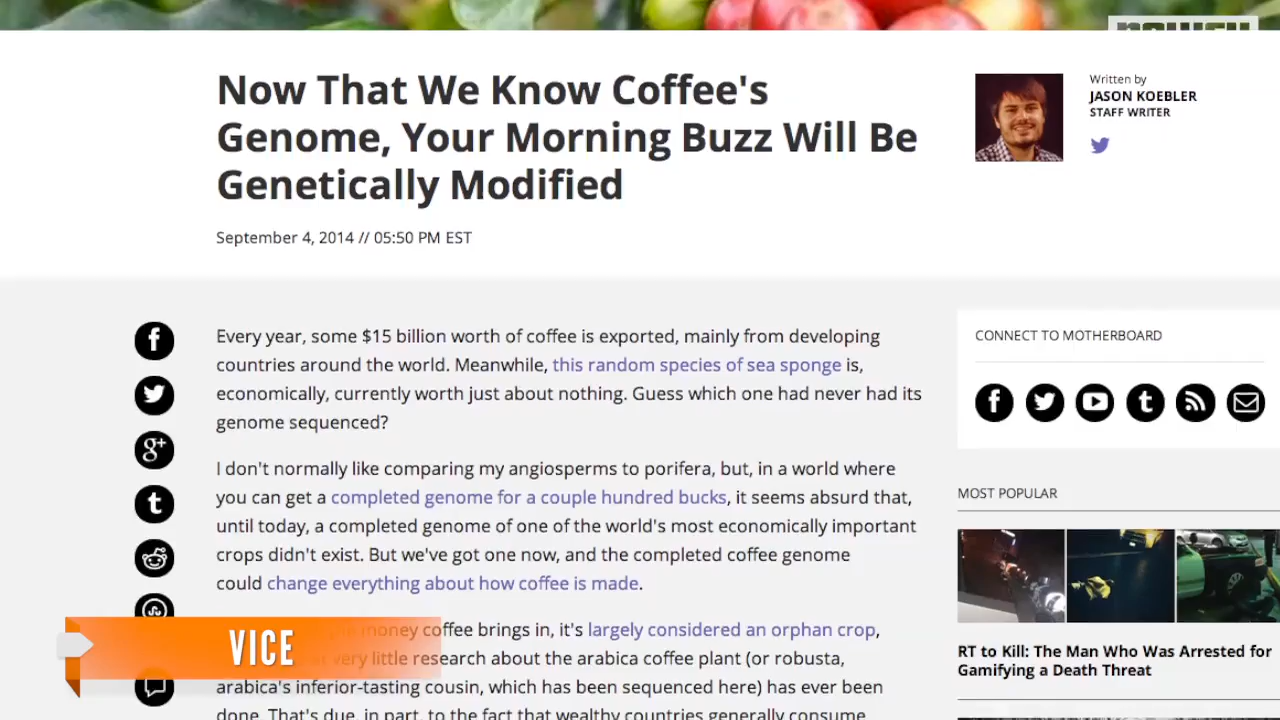 Now That We Know Coffee's
Genome, Your Morning Buzz Will Be
Genetically Modified
September 4, 2014 // 05:50 PM EST
Written by
JASON KOEBLER
STAFF WRITER
Every year, some $15 billion worth of coffee is exported, mainly from developing
countries around the world. Meanwhile, this random species of sea sponge is,
economically, currently worth just about nothing. Guess which one had never had its
genome sequenced?
I don't normally like comparing my angiosperms to porifera, but, in a world where
you can get a completed genome for a couple hundred bucks, it seems absurd that,
until today, a completed genome of one of the world's most economically important
crops didn't exist. But we've got one now, and the completed coffee genome
could change everything about how coffee is made.
money coffee brings in, it's largely considered an orphan crop,
very little research about the arabica coffee plant (or robusta,
arabica's inferior-tasting cousin, which has been sequenced here) has ever been
done. That's due, in part, to the fact that wealthy countries generally consume
VICE
CONNECT TO MOTHERBOARD
MOST POPULAR
RT to Kill: The Man Who Was Arrested for
Gamifying a Death Threat